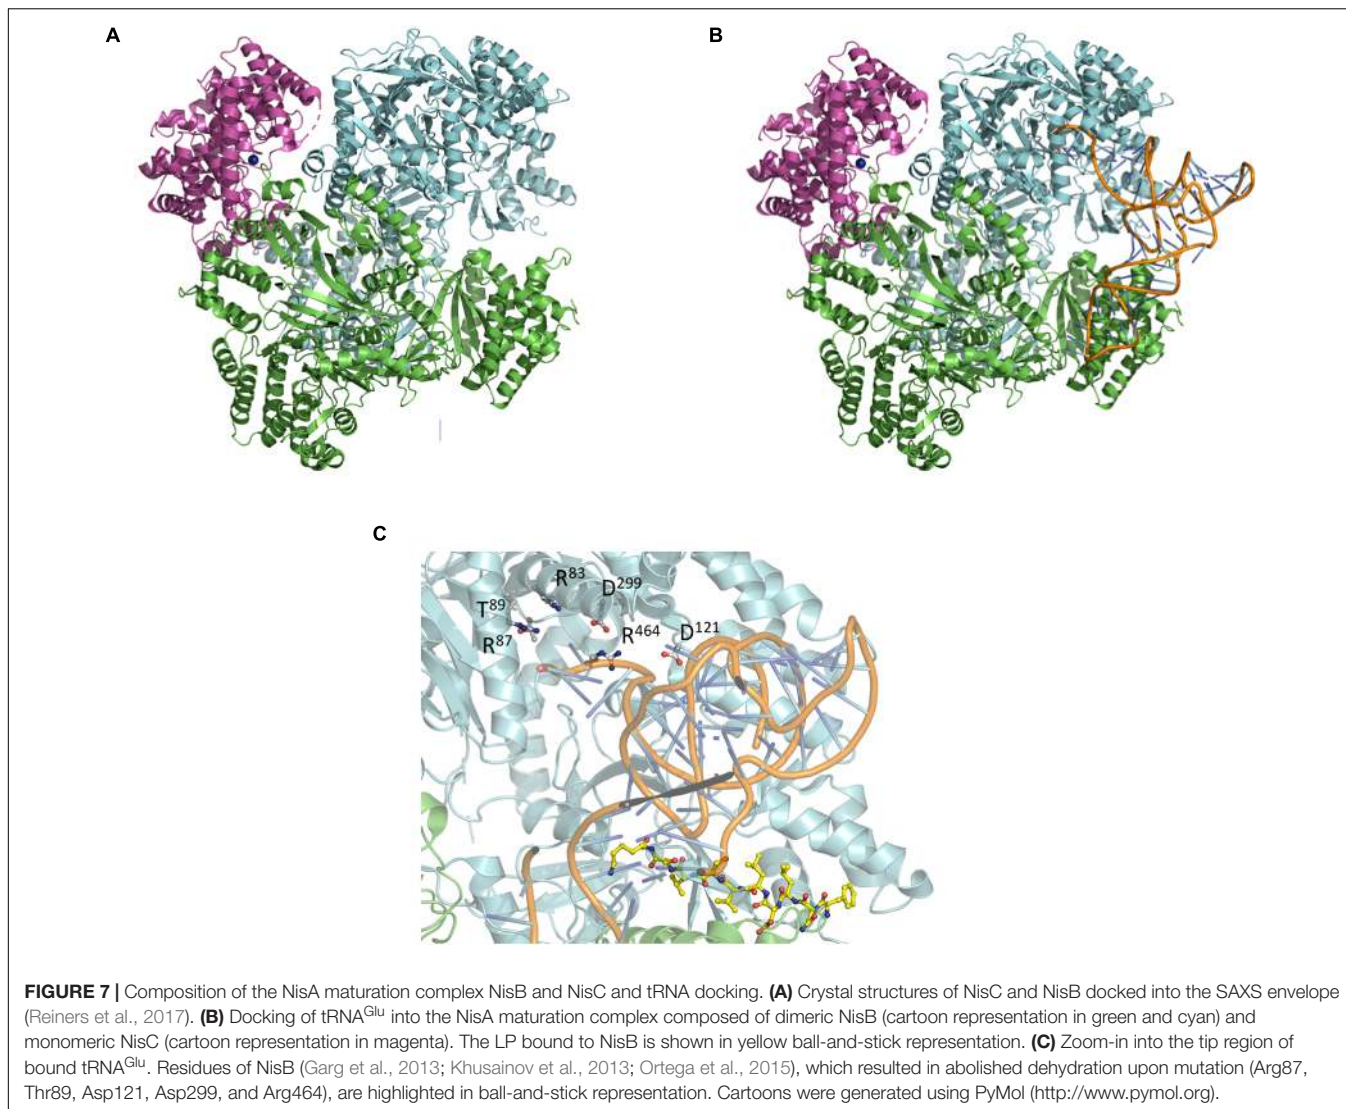 A
B
C
R83
D299
T89
R87
R464
D121
FIGURE 7 | Composition of the NisA maturation complex NisB and NisC and tRNA docking. (A) Crystal structures of NisC and NisB docked into the SAXS envelope
(Reiners et al., 2017). (B) Docking of tRNAGlu into the NisA maturation complex composed of dimeric NisB (cartoon representation in green and cyan) and
monomeric NisC (cartoon representation in magenta). The LP bound to NisB is shown in yellow ball-and-stick representation. (C) Zoom-in into the tip region of
bound tRNAGlu. Residues of NisB (Garg et al., 2013; Khusainov et al., 2013; Ortega et al., 2015), which resulted in abolished dehydration upon mutation (Arg87,
Thr89, Asp121, Asp299, and Arg464), are highlighted in ball-and-stick representation. Cartoons were generated using PyMol (http://www.pymol.org).